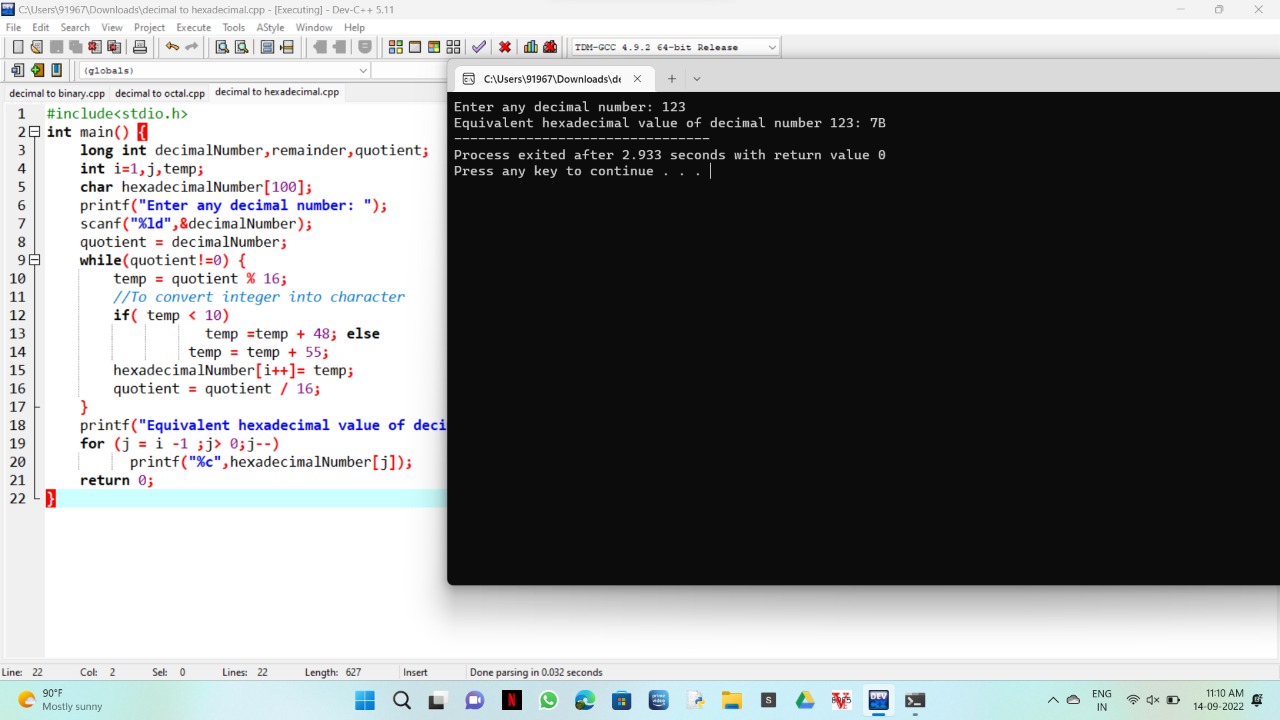 C:\Users\91967\Downloads\decimal to hexadecimal.cpp - [Executing] - Dev-C++ 5.11
File Edit Search View Project Execute Tools AStyle Window Help
TDM-GCC 4.9.2 64-bit Release
(globals)
decimal to binary.cpp decimal to octal.cpp decimal to hexadecimal.cpp
1 #include<stdio.h>
2 int main() {
3 long int decimalNumber,remainder,quotient;
4 int i=1,j,temp;
5 char hexadecimalNumber[100];
6 printf("Enter any decimal number: ");
7 scanf("%ld",&decimalNumber);
8 quotient = decimalNumber;
9 while(quotient!=0) {
10 temp = quotient % 16;
11 //To convert integer into character
12 if( temp < 10)
13 temp =temp + 48; else
14 temp = temp + 55;
15 hexadecimalNumber[i++]= temp;
16 quotient = quotient / 16;
17 }
18 printf("Equivalent hexadecimal value of deci
19 for (j = i -1 ;j> 0;j--)
20 printf("%c",hexadecimalNumber[j]);
21 return 0;
22 }
C:\Users\91967\Downloads\de
Enter any decimal number: 123
Equivalent hexadecimal value of decimal number 123: 7B
--------------------------------
Process exited after 2.933 seconds with return value 0
Press any key to continue . . .
Line: 22 Col: 2 Sel: 0 Lines: 22 Length: 627 Insert Done parsing in 0.032 seconds
90°F
Mostly sunny
ENG
IN
11:10 AM
14-09-2022